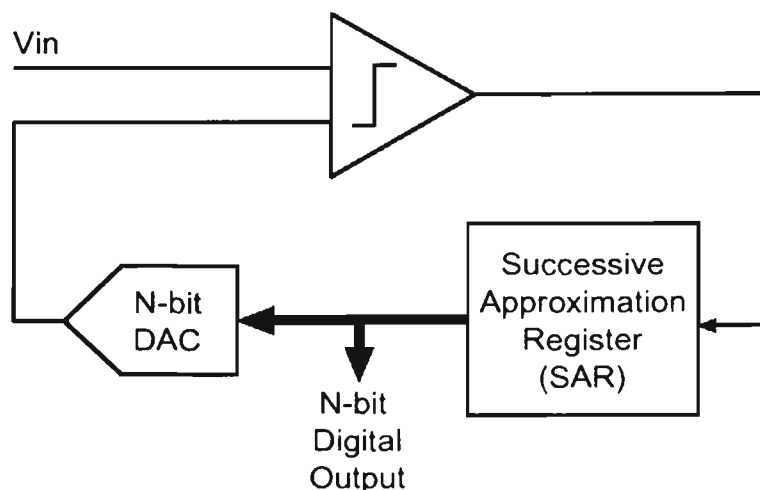 Vin
Successive
Approximation
Register
(SAR)
N-bit
DAC
N-bit
Digital
Output